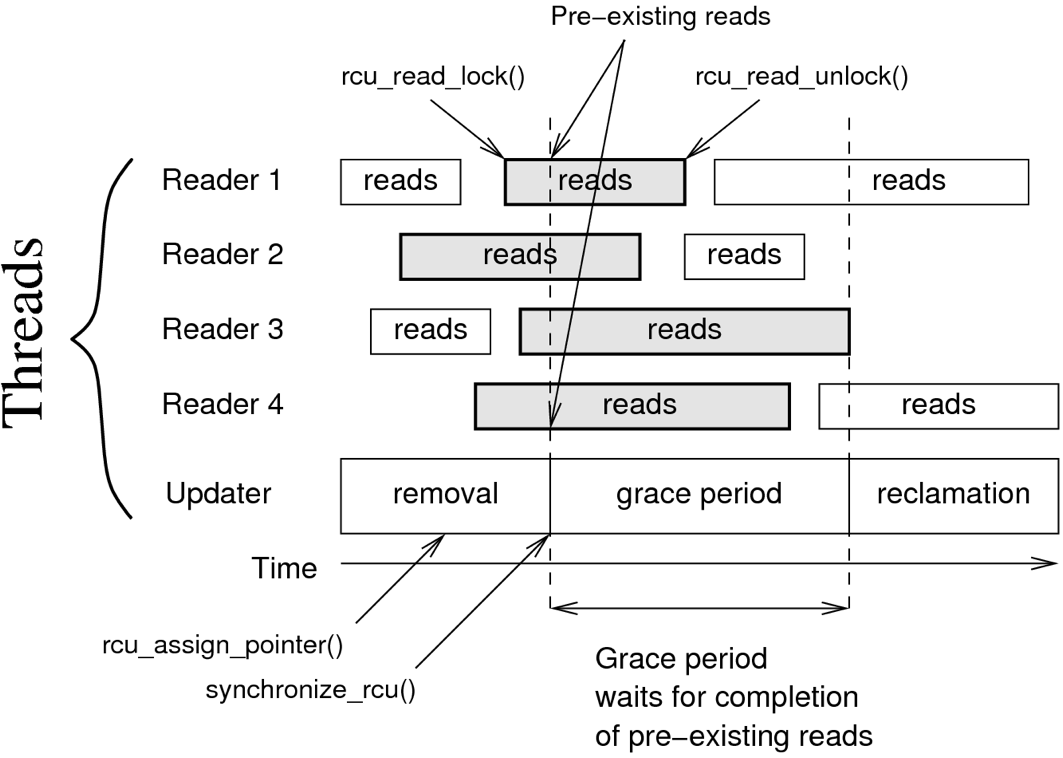 Pre−existing reads
rcu_read_lock()
rcu_read_unlock()
Threads
Reader 1
reads
reads
reads
Reader 2
reads
reads
Reader 3
reads
reads
Reader 4
reads
reads
Updater
removal
grace period
reclamation
Time
rcu_assign_pointer()
synchronize_rcu()
Grace period
waits for completion
of pre−existing reads